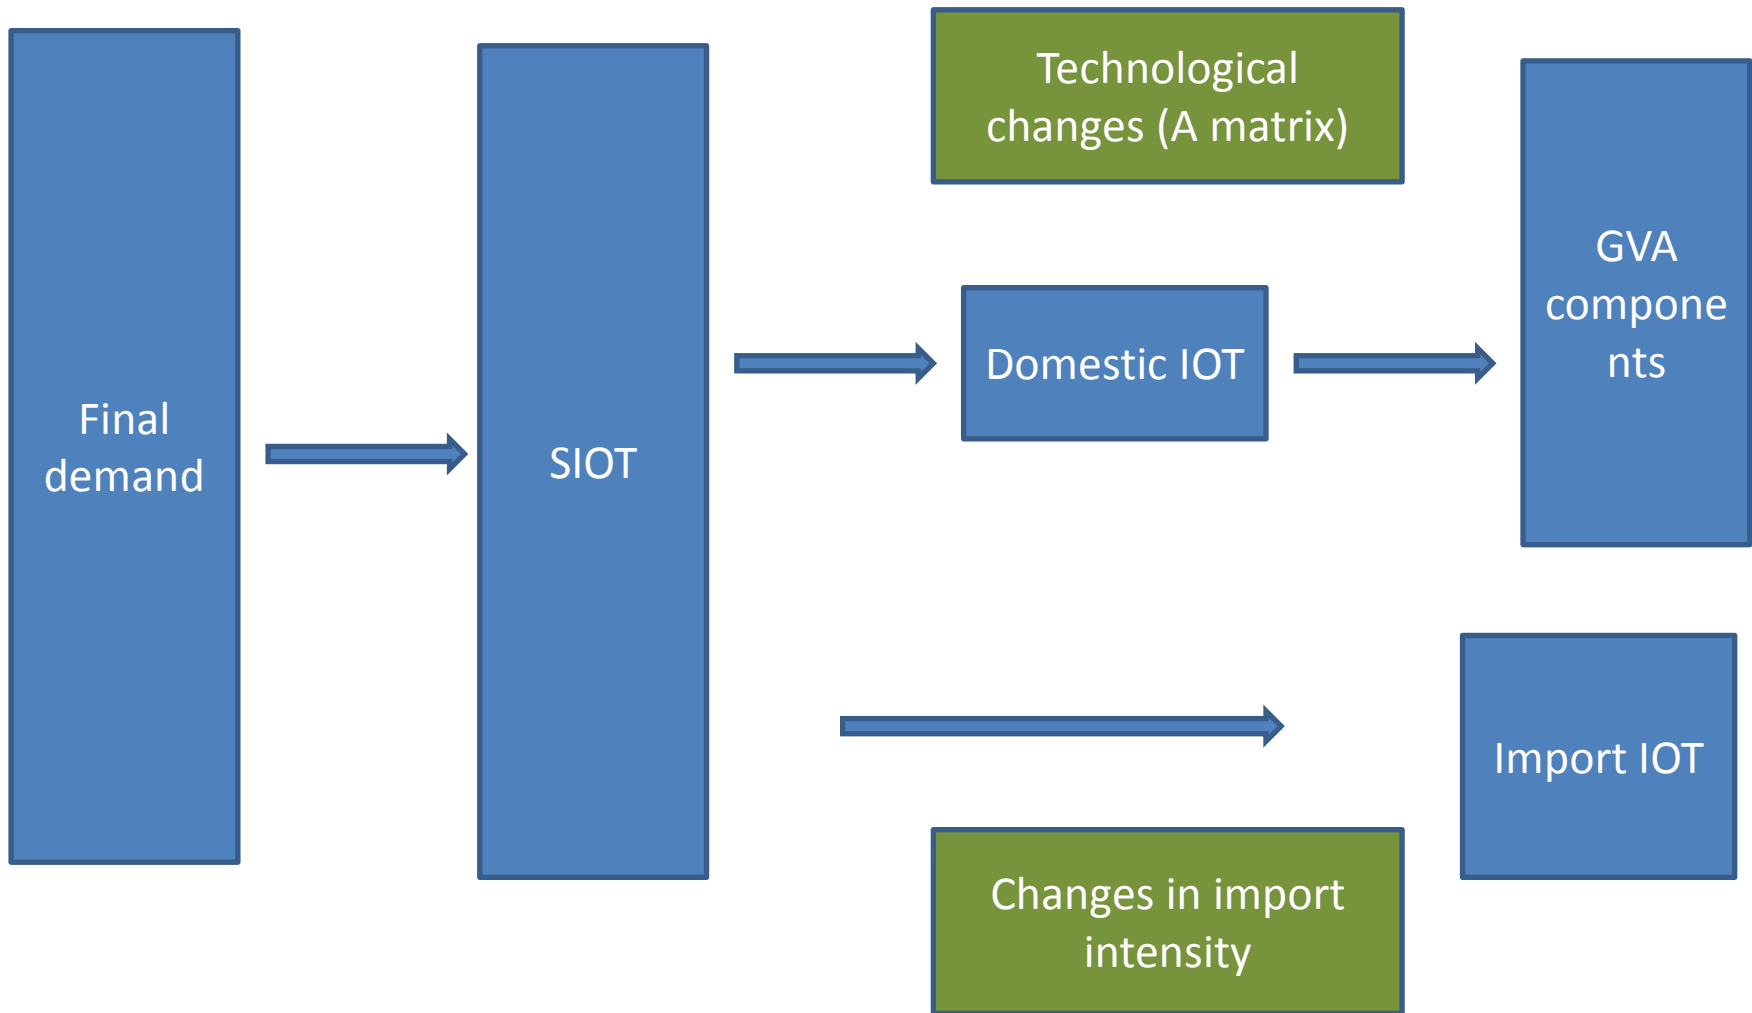 Final
demand
SIOT
Technological
changes (A matrix)
Domestic IOT
GVA
compone
nts
Import IOT
Changes in import
intensity